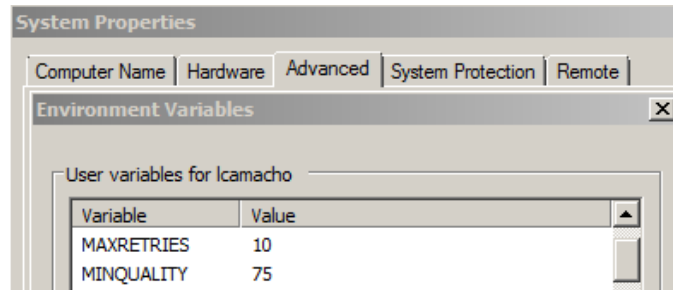 System Properties
Computer Name Hardware Advanced System Protection Remote
Environment Variables
User variables for lcamacho
Variable Value
MAXRETRIES 10
MINQUALITY 75